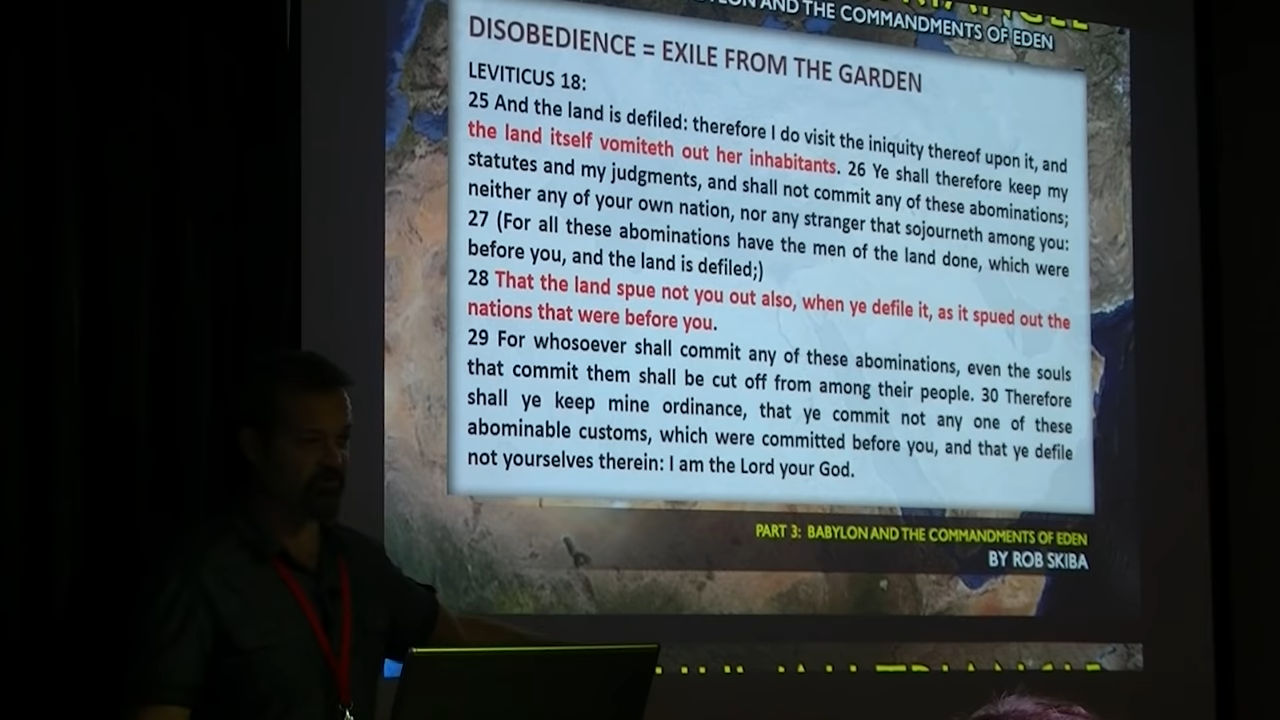 AND THE COMMANDMENTS OF EDEN
DISOBEDIENCE = EXILE FROM THE GARDEN
LEVITICUS 18:
25 And the land is defiled: therefore I do visit the iniquity thereof upon it, and
the land itself vomiteth out her inhabitants. 26 Ye shall therefore keep my
statutes and my judgments, and shall not commit any of these abominations;
neither any of your own nation, nor any stranger that sojourneth among you:
27 (For all these abominations have the men of the land done, which were
before you, and the land is defiled;)
28 That the land spue not you out also, when ye defile it, as it spued out the
nations that were before you.
29 For whosoever shall commit any of these abominations, even the souls
that commit them shall be cut off from among their people. 30 Therefore
shall ye keep mine ordinance, that ye commit not any one of these
abominable customs, which were committed before you, and that ye defile
not yourselves therein: I am the Lord your God.
PART 3: BABYLON AND THE COMMANDMENTS OF EDEN
BY ROB SKIBA